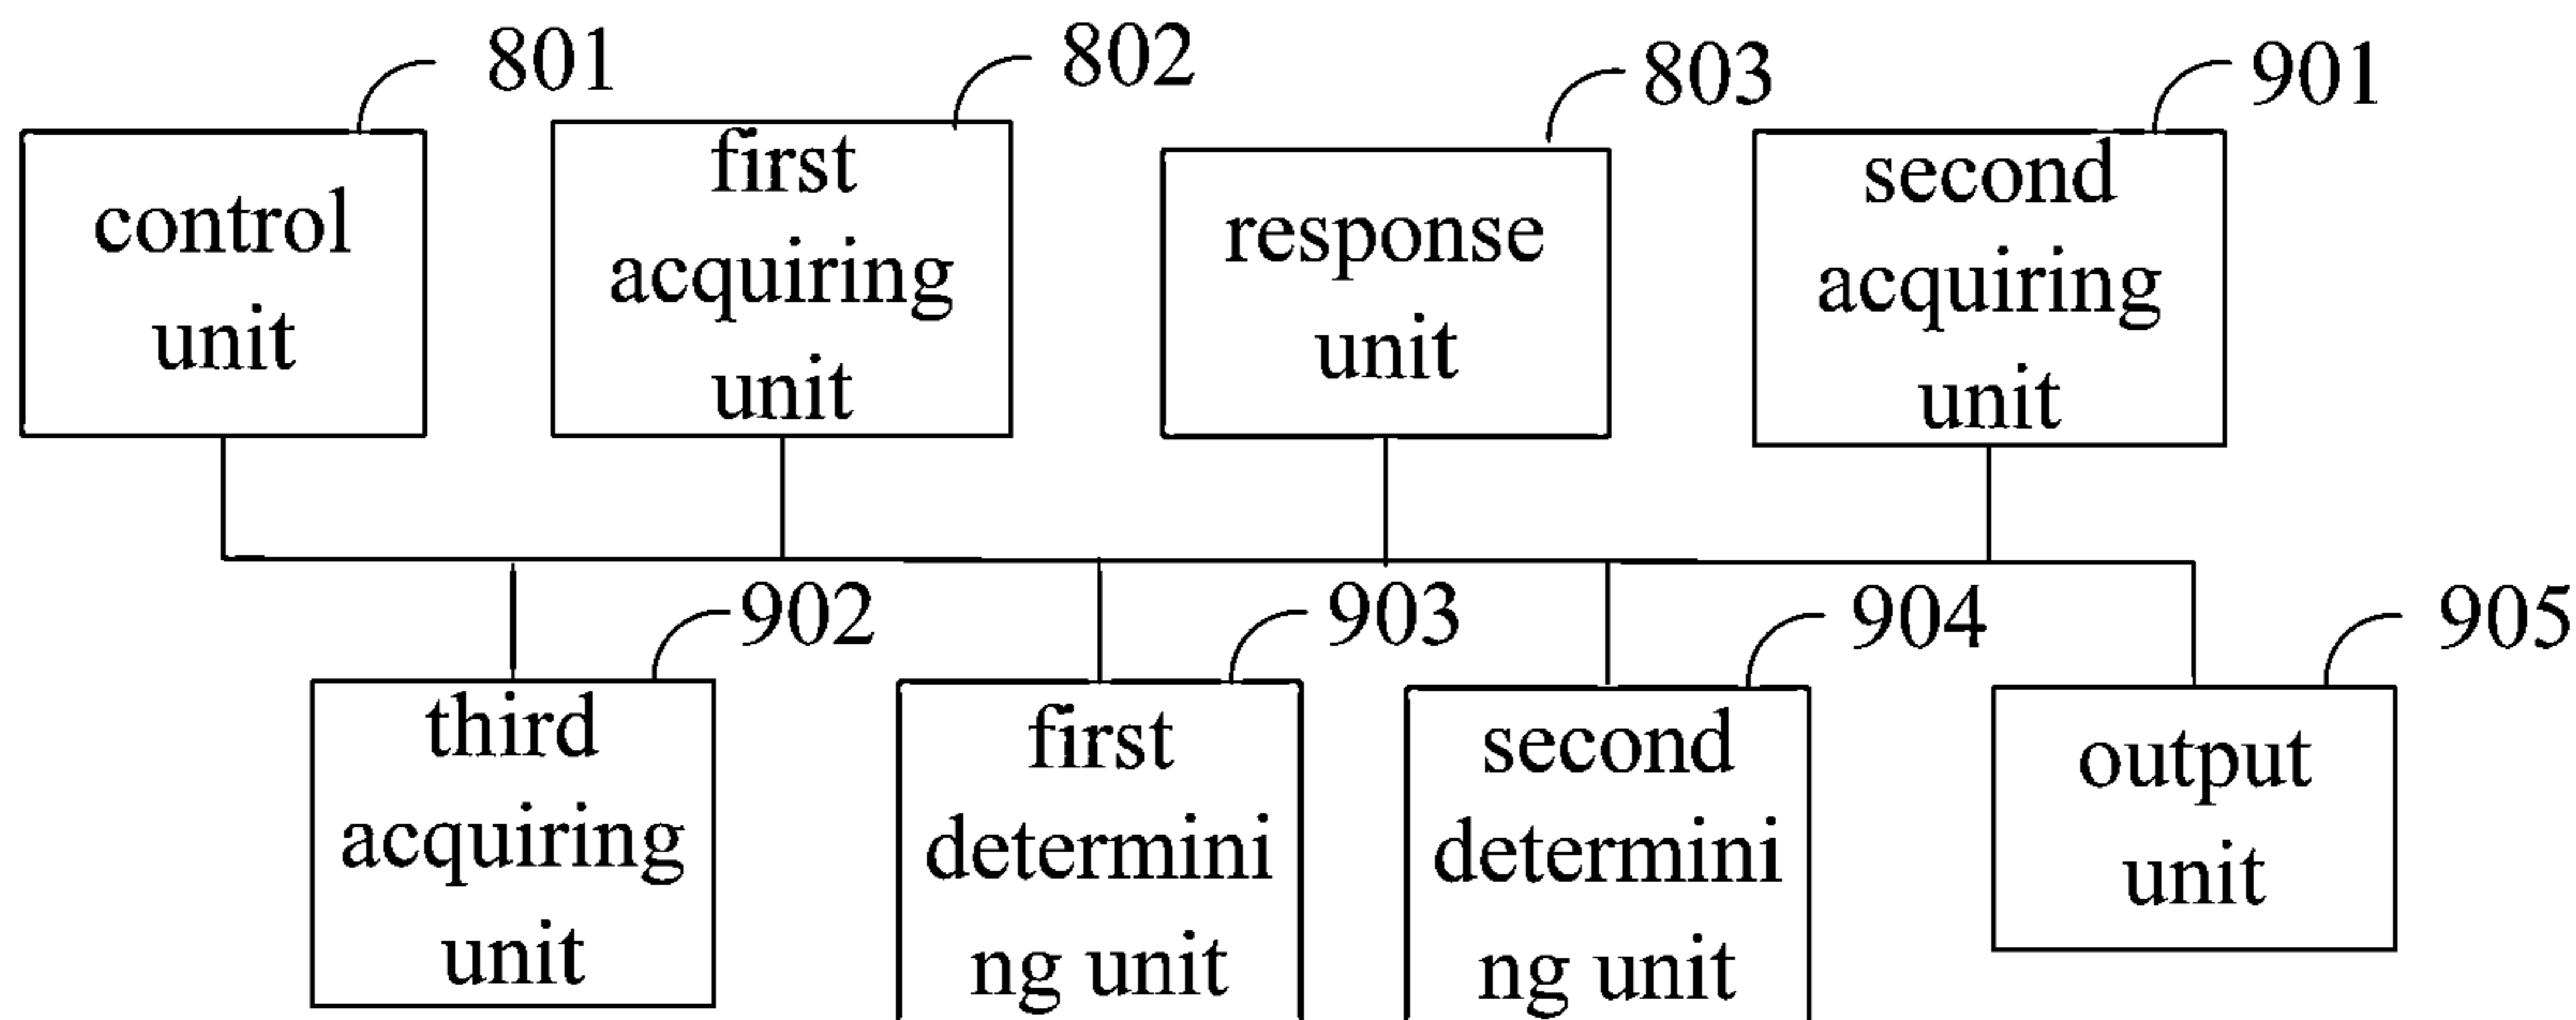 801
802
803
901
control
unit
first
acquiring
unit
response
unit
second
acquiring
unit
902
903
904
905
third
acquiring
unit
first
determini
ng unit
second
determini
ng unit
output
unit